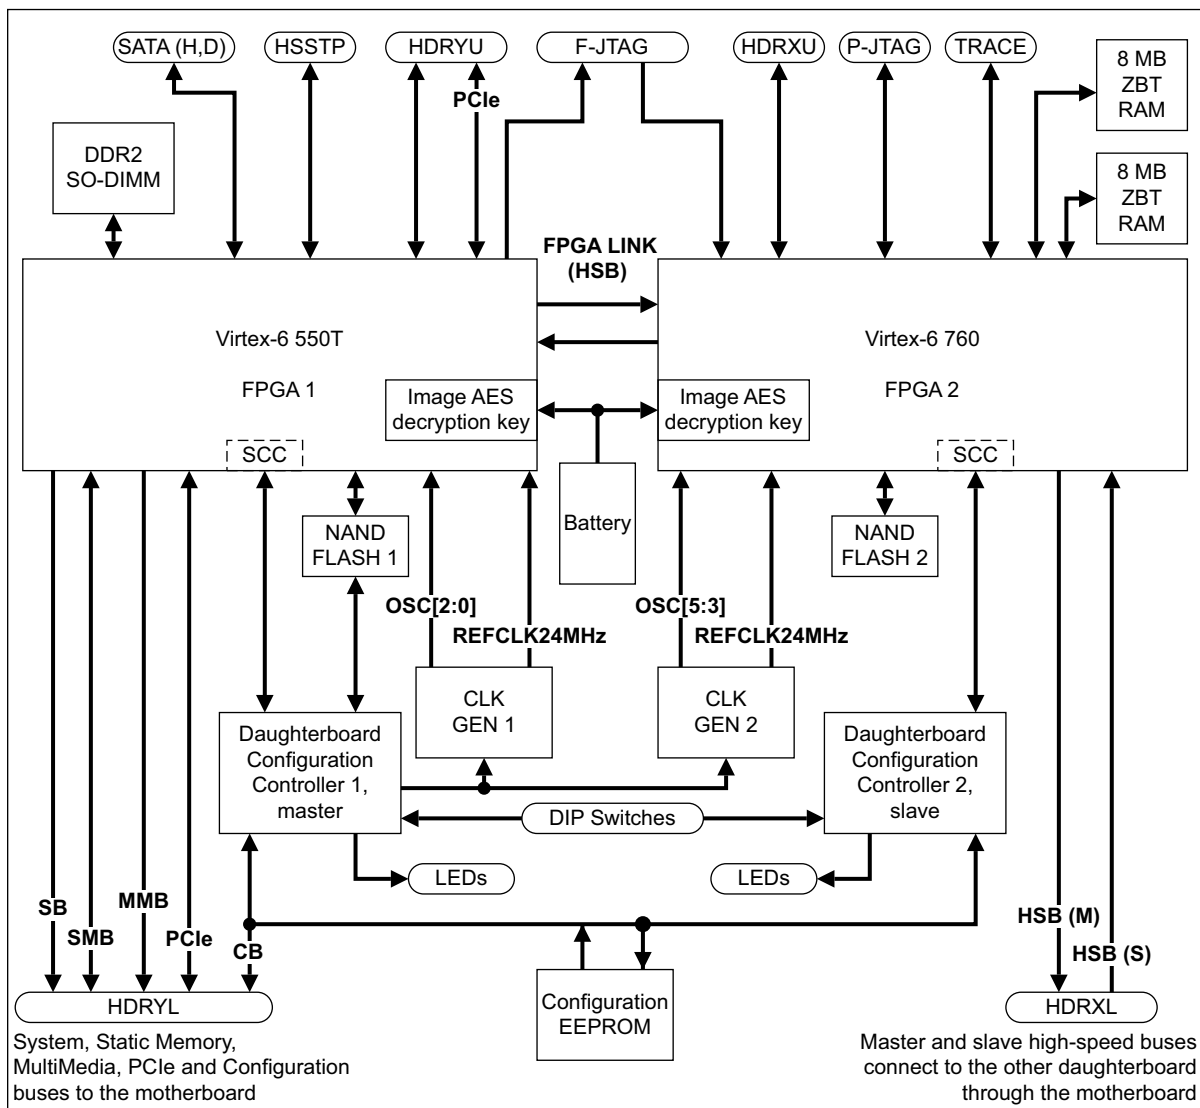 SATA (H,D)
HSSTP
HDRYU
F-JTAG
HDRXU
P-JTAG
TRACE
8 MB
ZBT
RAM
PCIe
DDR2
SO-DIMM
8 MB
ZBT
RAM
FPGA LINK
(HSB)
Virtex-6 550T
FPGA 1
Image AES
decryption key
SCC
Virtex-6 760
FPGA 2
Image AES
decryption key
SCC
Battery
NAND
FLASH 1
NAND
FLASH 2
OSC[2:0]
REFCLK24MHz
OSC[5:3]
REFCLK24MHz
CLK
GEN 1
CLK
GEN 2
Daughterboard
Configuration
Controller 1,
master
Daughterboard
Configuration
Controller 2,
slave
DIP Switches
LEDs
LEDs
SB
SMB
MMB
PCIe
CB
HSB (M)
HSB (S)
HDRYL
Configuration
EEPROM
HDRXL
System, Static Memory,
MultiMedia, PCIe and Configuration
buses to the motherboard
Master and slave high-speed buses
connect to the other daughterboard
through the motherboard